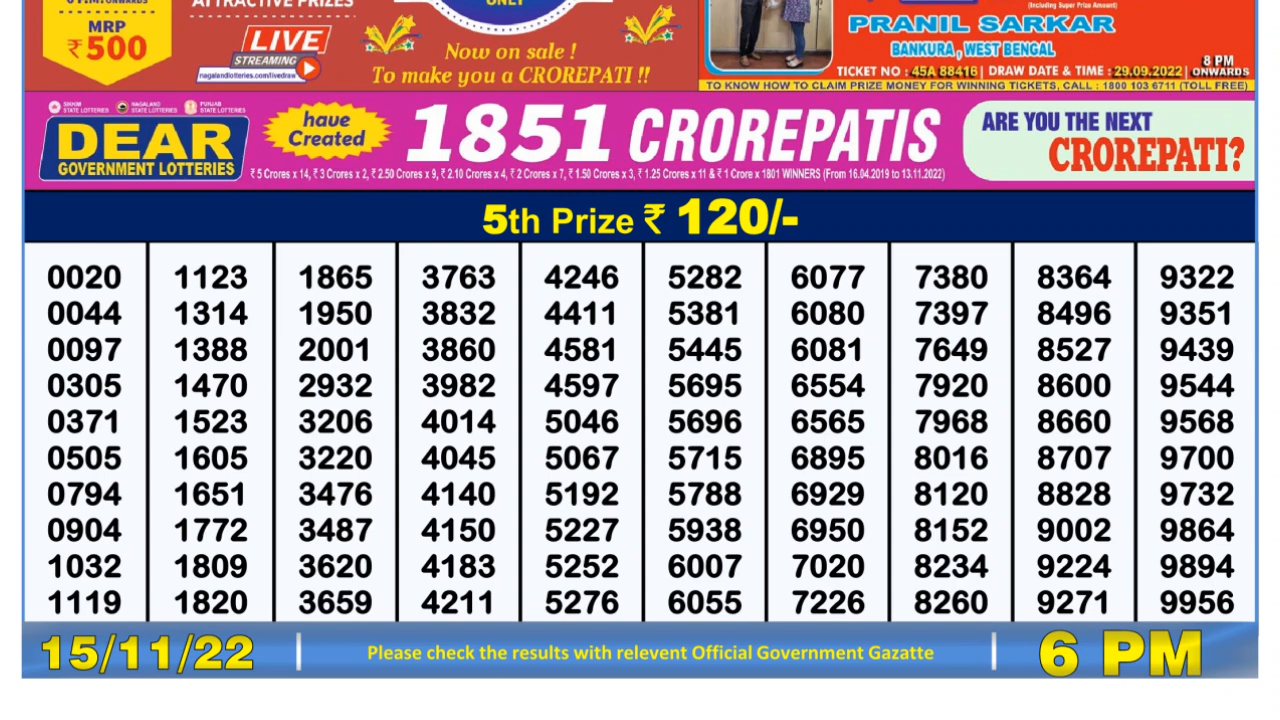 6 P.M. ONWARDS
MRP
₹500
ATTRACTIVE PRIZES
LIVE
STREAMING
nagalandlotteries.com/livedraw
ONLY
Now on sale !
To make you a CROREPATI !!
(Including Super Prize Amount)
PRANIL SARKAR
BANKURA, WEST BENGAL
TICKET NO : 45A 88416 | DRAW DATE & TIME : 29.09.2022 | 8 PM ONWARDS
TO KNOW HOW TO CLAIM PRIZE MONEY FOR WINNING TICKETS, CALL : 1800 103 6711 (TOLL FREE)
SIKKIM STATE LOTTERIES NAGALAND STATE LOTTERIES PUNJAB STATE LOTTERIES
DEAR
GOVERNMENT LOTTERIES
have
Created
1851 CROREPATIS
₹ 5 Crores x 14, ₹ 3 Crores x 2, ₹ 2.50 Crores x 9, ₹ 2.10 Crores x 4, ₹ 2 Crores x 7, ₹ 1.50 Crores x 3, ₹ 1.25 Crores x 11 & ₹ 1 Crore x 1801 WINNERS (From 16.04.2019 to 13.11.2022)
ARE YOU THE NEXT
CROREPATI?
5th Prize ₹ 120/-
0020 1123 1865 3763 4246 5282 6077 7380 8364 9322
0044 1314 1950 3832 4411 5381 6080 7397 8496 9351
0097 1388 2001 3860 4581 5445 6081 7649 8527 9439
0305 1470 2932 3982 4597 5695 6554 7920 8600 9544
0371 1523 3206 4014 5046 5696 6565 7968 8660 9568
0505 1605 3220 4045 5067 5715 6895 8016 8707 9700
0794 1651 3476 4140 5192 5788 6929 8120 8828 9732
0904 1772 3487 4150 5227 5938 6950 8152 9002 9864
1032 1809 3620 4183 5252 6007 7020 8234 9224 9894
1119 1820 3659 4211 5276 6055 7226 8260 9271 9956
15/11/22 Please check the results with relevent Official Government Gazatte 6 PM